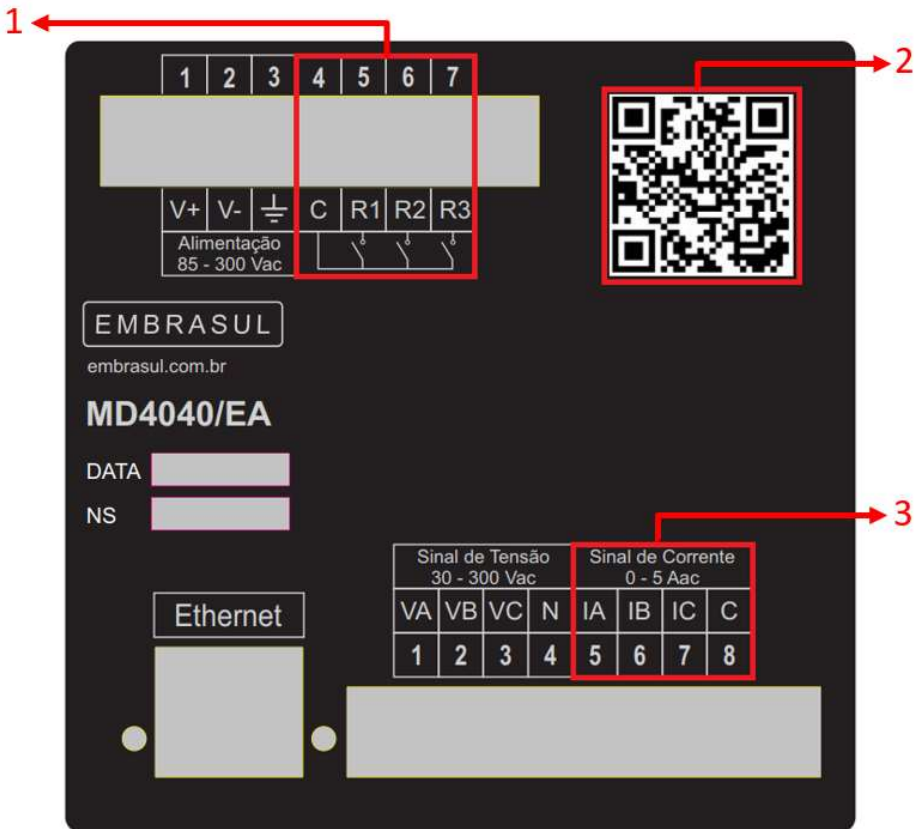 1
2
1 2 3 4 5 6 7
V+ V- C R1 R2 R3
Alimentação
85 - 300 Vac
EMBRASUL
embrasul.com.br
MD4040/EA
DATA
NS
3
Sinal de Tensão Sinal de Corrente
30 - 300 Vac 0 - 5 Aac
VA VB VC N IA IB IC C
1 2 3 4 5 6 7 8
Ethernet